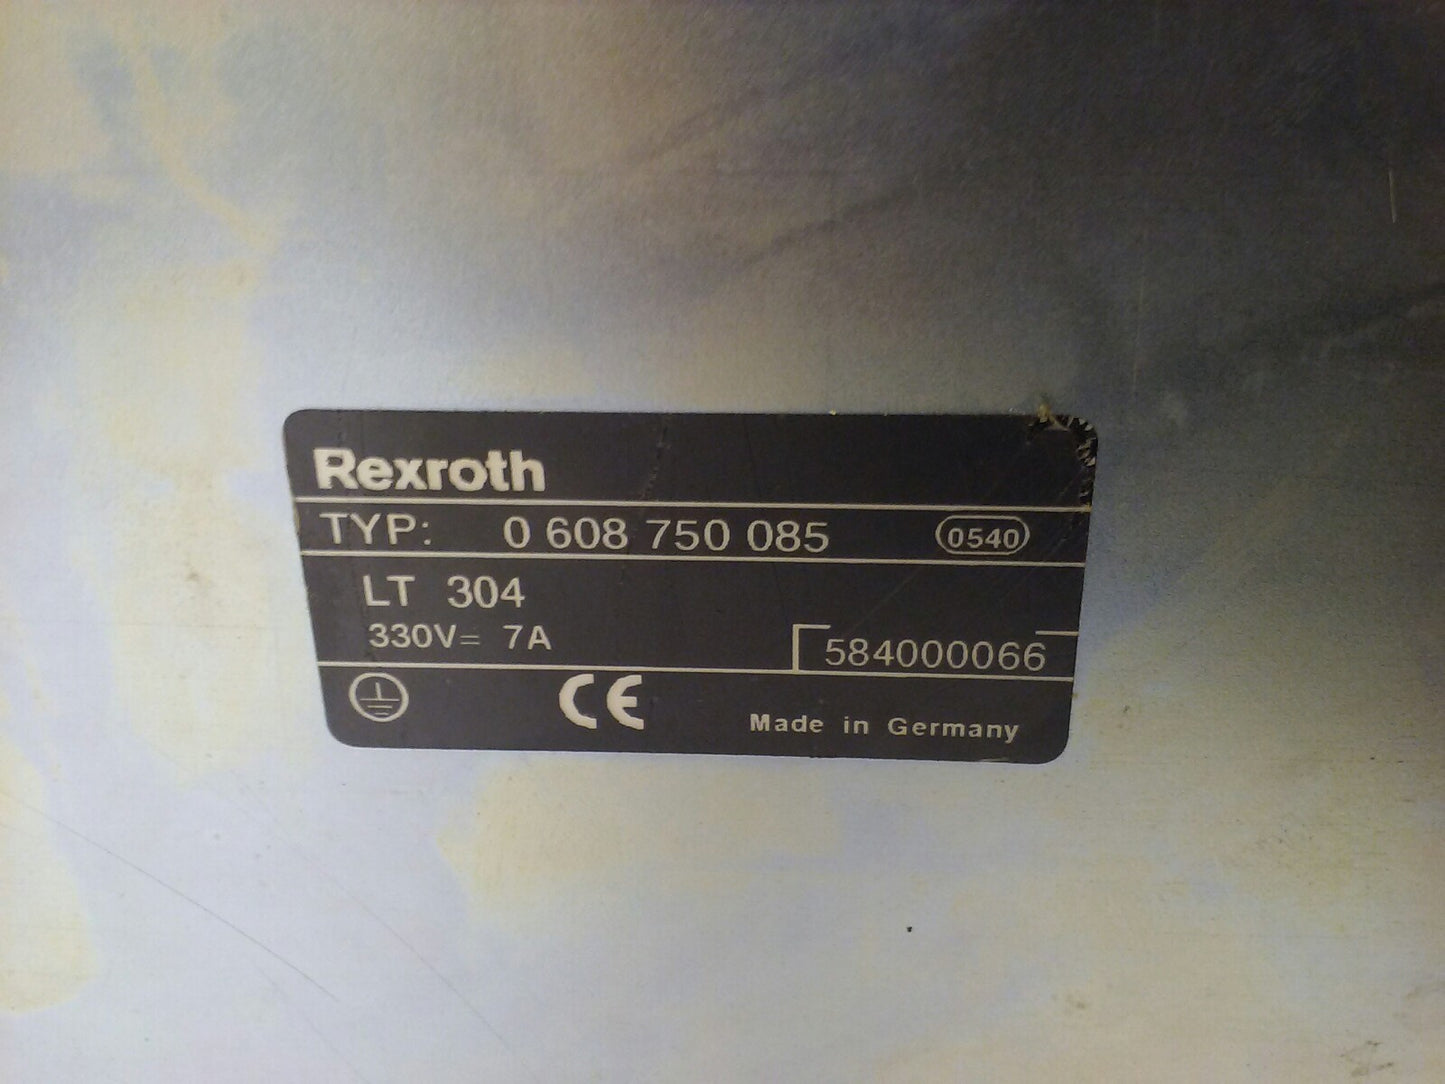 Rexroth
TYP: 0 608 750 085 0540
LT 304
330V= 7A 584000066
CE Made in Germany